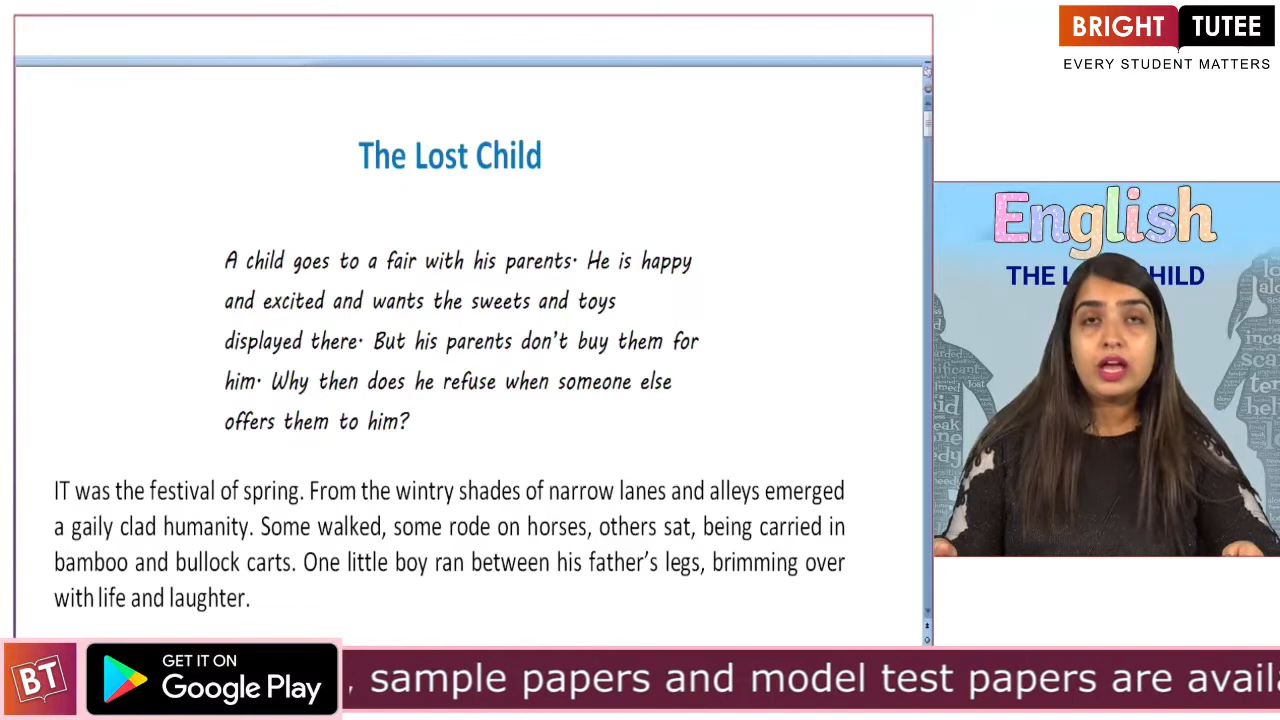 BRIGHT TUTEE
EVERY STUDENT MATTERS
The Lost Child
A child goes to a fair with his parents. He is happy
and excited and wants the sweets and toys
displayed there. But his parents don't buy them for
him. Why then does he refuse when someone else
offers them to him?
IT was the festival of spring. From the wintry shades of narrow lanes and alleys emerged
a gaily clad humanity. Some walked, some rode on horses, others sat, being carried in
bamboo and bullock carts. One little boy ran between his father's legs, brimming over
with life and laughter.
English
THE L CHILD
BT
GET IT ON
Google Play
, sample papers and model test papers are avail